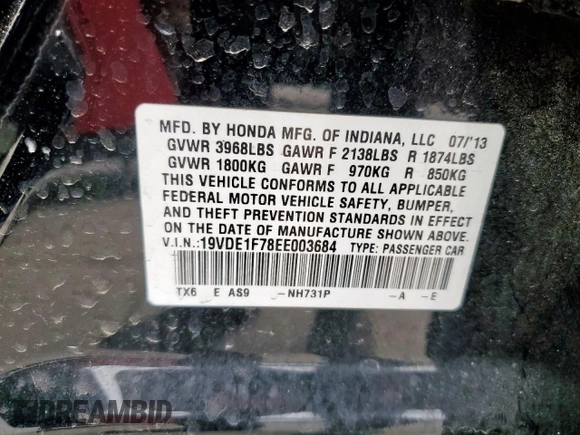 MFD. BY HONDA MFG. OF INDIANA, LLC 07/'13
GVWR 3968LBS GAWR F 2138LBS R 1874LBS
GVWR 1800KG GAWR F 970KG R 850KG
THIS VEHICLE CONFORMS TO ALL APPLICABLE
FEDERAL MOTOR VEHICLE SAFETY, BUMPER,
AND THEFT PREVENTION STANDARDS IN EFFECT
ON THE DATE OF MANUFACTURE SHOWN ABOVE.
V.I.N.:19VDE1F78EE003684 TYPE: PASSENGER CAR
TX6 E AS9 -NH731P -A -E
DREAMBID